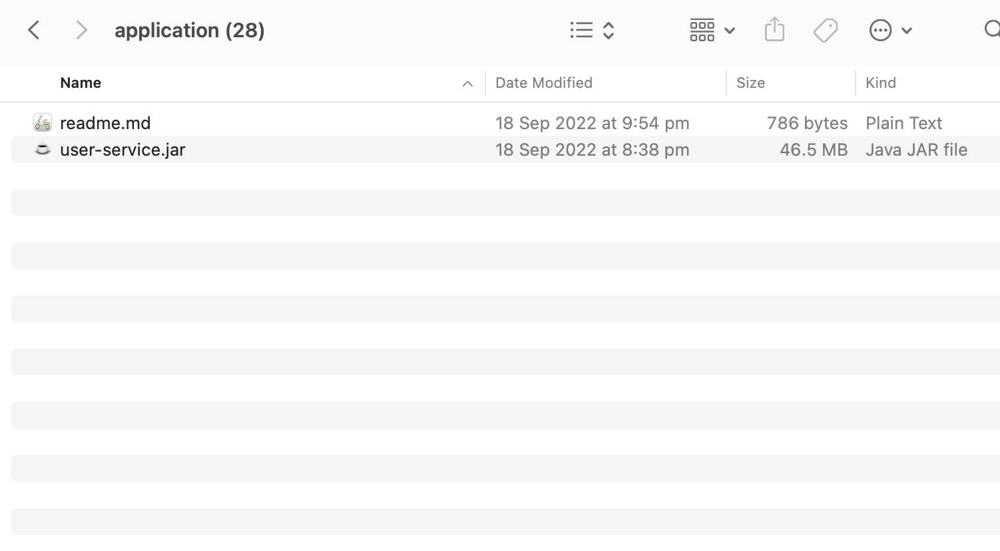 application (28)
Name Date Modified Size Kind
readme.md 18 Sep 2022 at 9:54 pm 786 bytes Plain Text
user-service.jar 18 Sep 2022 at 8:38 pm 46.5 MB Java JAR file